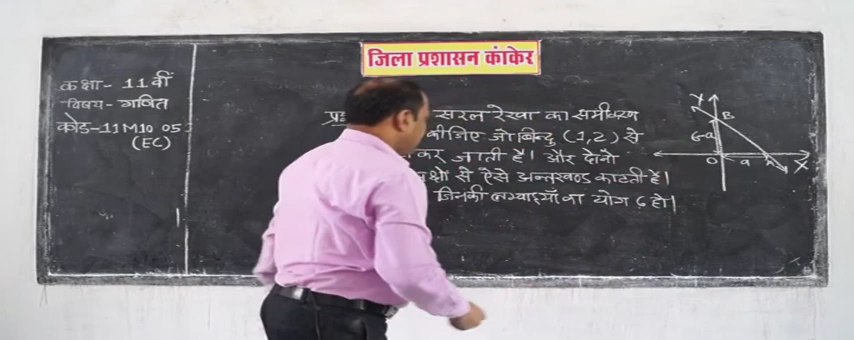 जिला प्रशासन कांकेर
कक्षा - 11 वीं
विषय - गणित
कोड - 11M10 05
(EC)
सरल रेखा का समीकरण
कीजिए जो बिन्दु (1,2) से
कर जाती है। और दोनो
से ऐसे अन्तखण्ड काटती है।
जिनकी लम्बाइयाँ का योग 6 हो।
Y
B
6-a
O
a
X